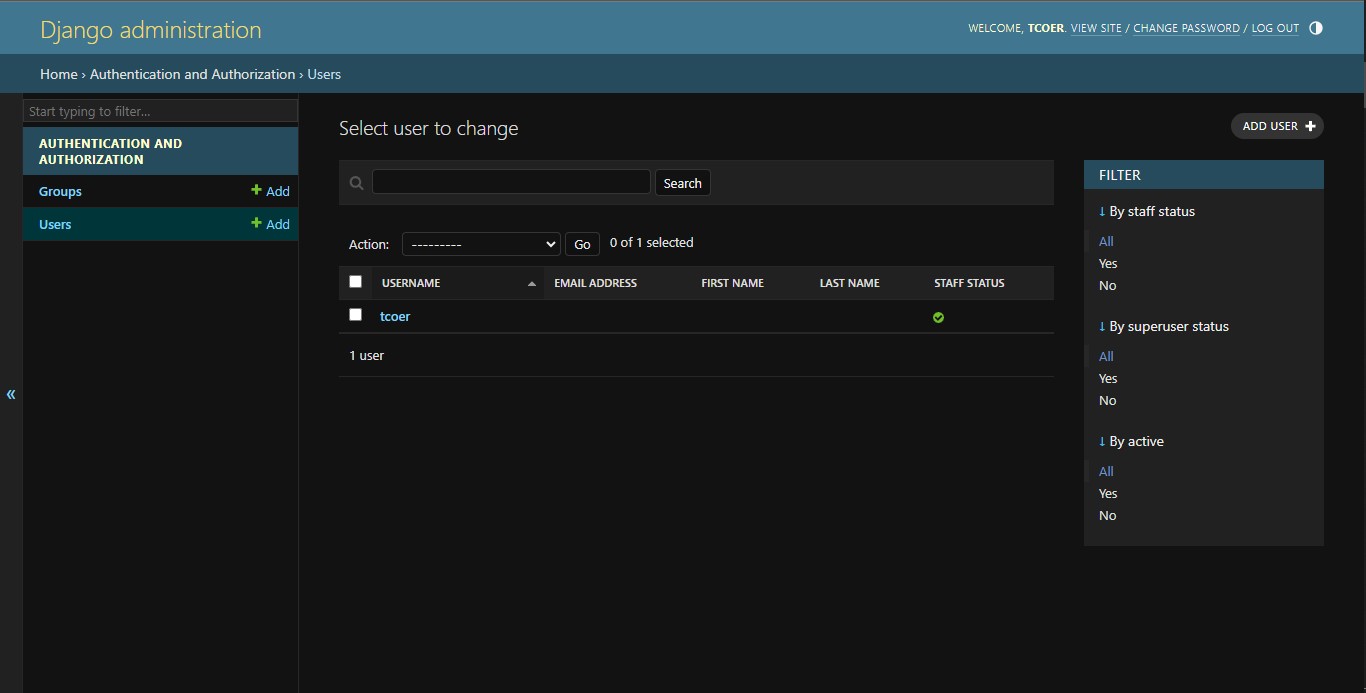 Django administration
WELCOME, TCOER. VIEW SITE / CHANGE PASSWORD / LOG OUT
Home › Authentication and Authorization › Users
Start typing to filter...
AUTHENTICATION AND
AUTHORIZATION
Groups + Add
Users + Add
«
Select user to change
ADD USER +
Search
Action: --------- Go 0 of 1 selected
USERNAME EMAIL ADDRESS FIRST NAME LAST NAME STAFF STATUS
tcoer
1 user
FILTER
↓ By staff status
All
Yes
No
↓ By superuser status
All
Yes
No
↓ By active
All
Yes
No